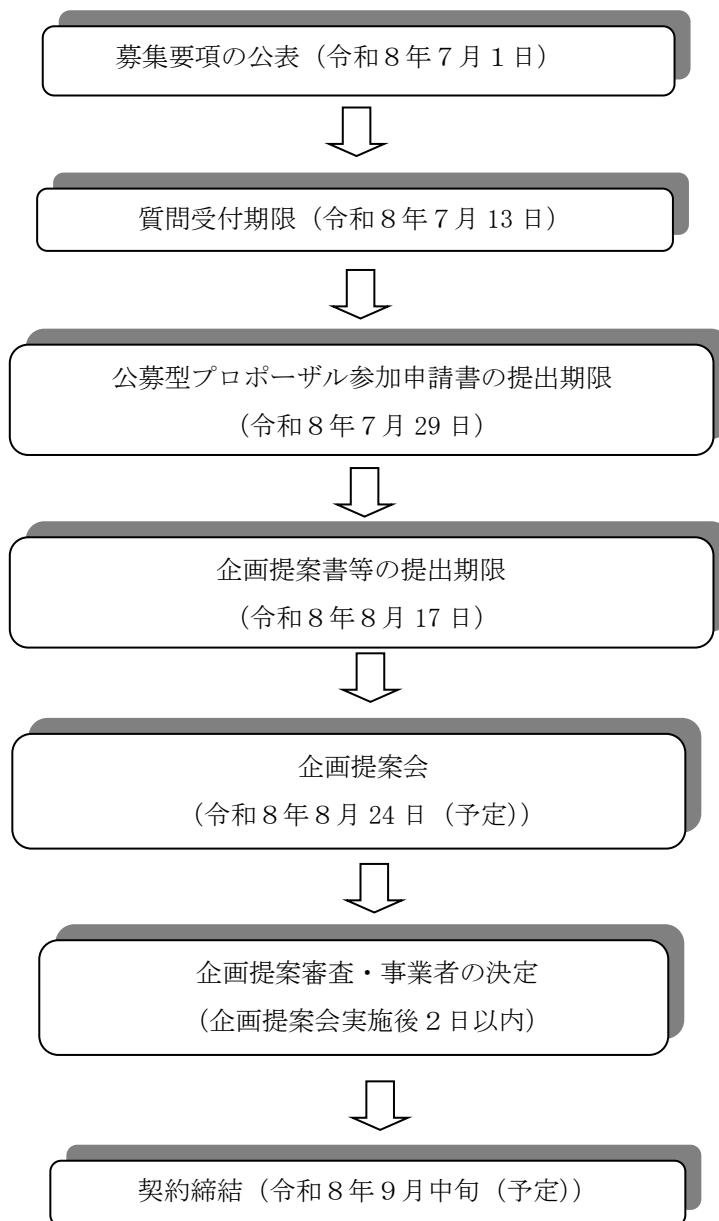 募集要項の公表（令和８年７月１日）
質問受付期限（令和８年７月 13 日）
公募型プロポーザル参加申請書の提出期限
（令和８年７月 29 日）
企画提案書等の提出期限
（令和８年８月 17 日）
企画提案会
（令和８年８月 24 日（予定））
企画提案審査・事業者の決定
（企画提案会実施後２日以内）
契約締結（令和８年９月中旬（予定））